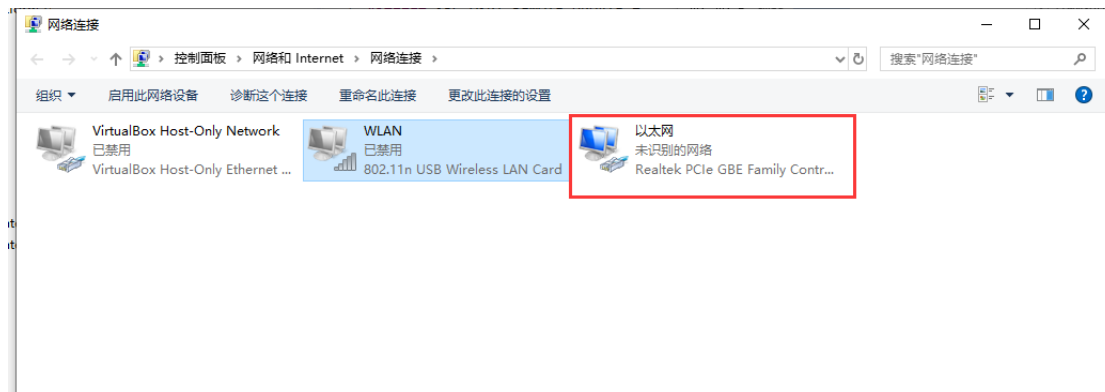 网络连接
控制面板 › 网络和 Internet › 网络连接 ›
搜索"网络连接"
组织 启用此网络设备 诊断这个连接 重命名此连接 更改此连接的设置
VirtualBox Host-Only Network
已禁用
VirtualBox Host-Only Ethernet ...
WLAN
已禁用
802.11n USB Wireless LAN Card
以太网
未识别的网络
Realtek PCIe GBE Family Contr...